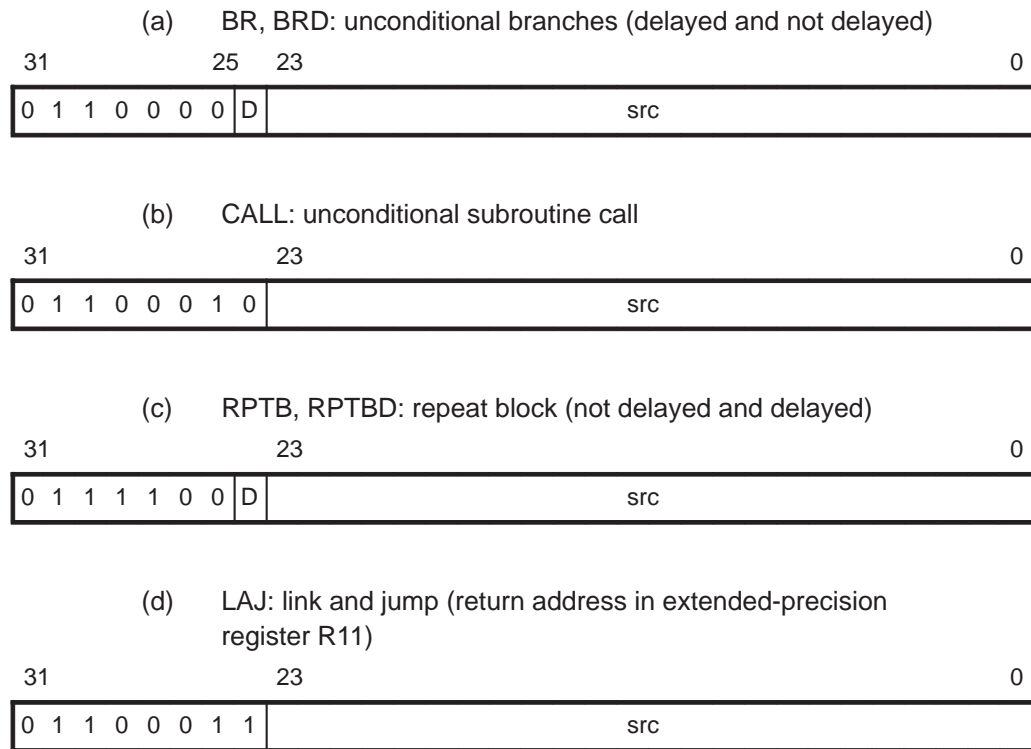 (a) BR, BRD: unconditional branches (delayed and not delayed)
31 25 23 0
0 1 1 0 0 0 0 D src
(b) CALL: unconditional subroutine call
31 23 0
0 1 1 0 0 0 1 0 src
(c) RPTB, RPTBD: repeat block (not delayed and delayed)
31 23 0
0 1 1 1 1 0 0 D src
(d) LAJ: link and jump (return address in extended-precision
register R11)
31 23 0
0 1 1 0 0 0 1 1 src